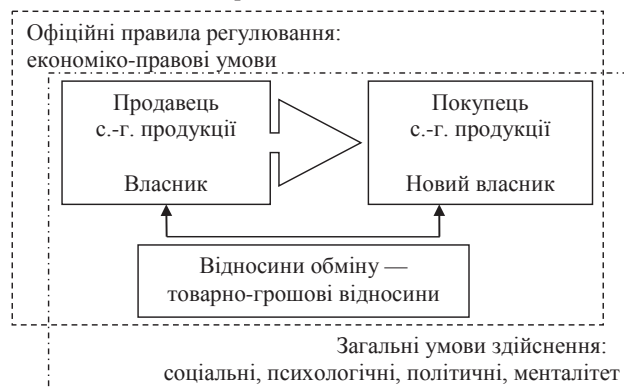 Офіційні правила регулювання:
економіко-правові умови
Продавець
с.-г. продукції
Власник
Покупець
с.-г. продукції
Новий власник
Відносини обміну —
товарно-грошові відносини
Загальні умови здійснення:
соціальні, психологічні, політичні, менталітет